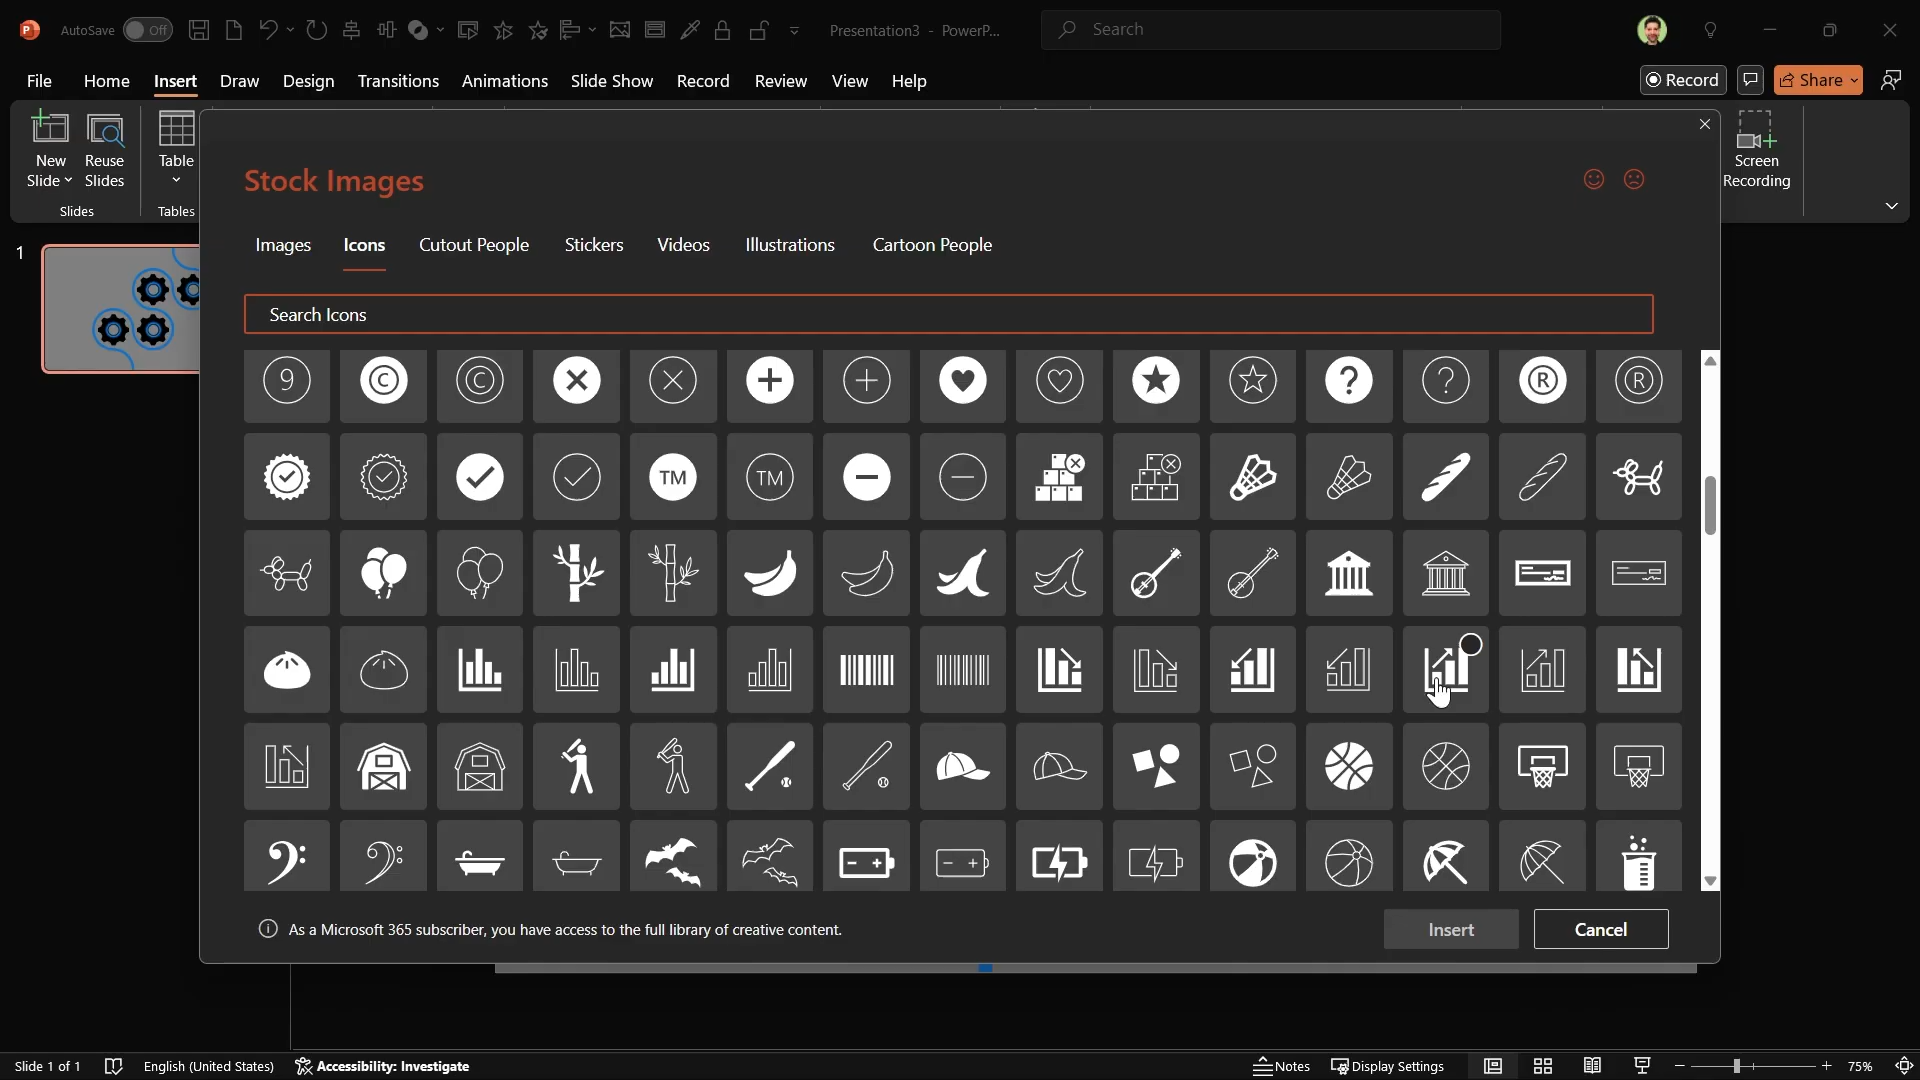 AutoSave Off Presentation3 - PowerP... Search
File Home Insert Draw Design Transitions Animations Slide Show Record Review View Help Record Share
New Slide Reuse Slides Table Screen Recording
Slides Tables
Stock Images
Images Icons Cutout People Stickers Videos Illustrations Cartoon People
Search Icons
1
9 © © ? ? ® ®
TM TM
As a Microsoft 365 subscriber, you have access to the full library of creative content.
Insert Cancel
Slide 1 of 1 English (United States) Accessibility: Investigate Notes Display Settings 75%